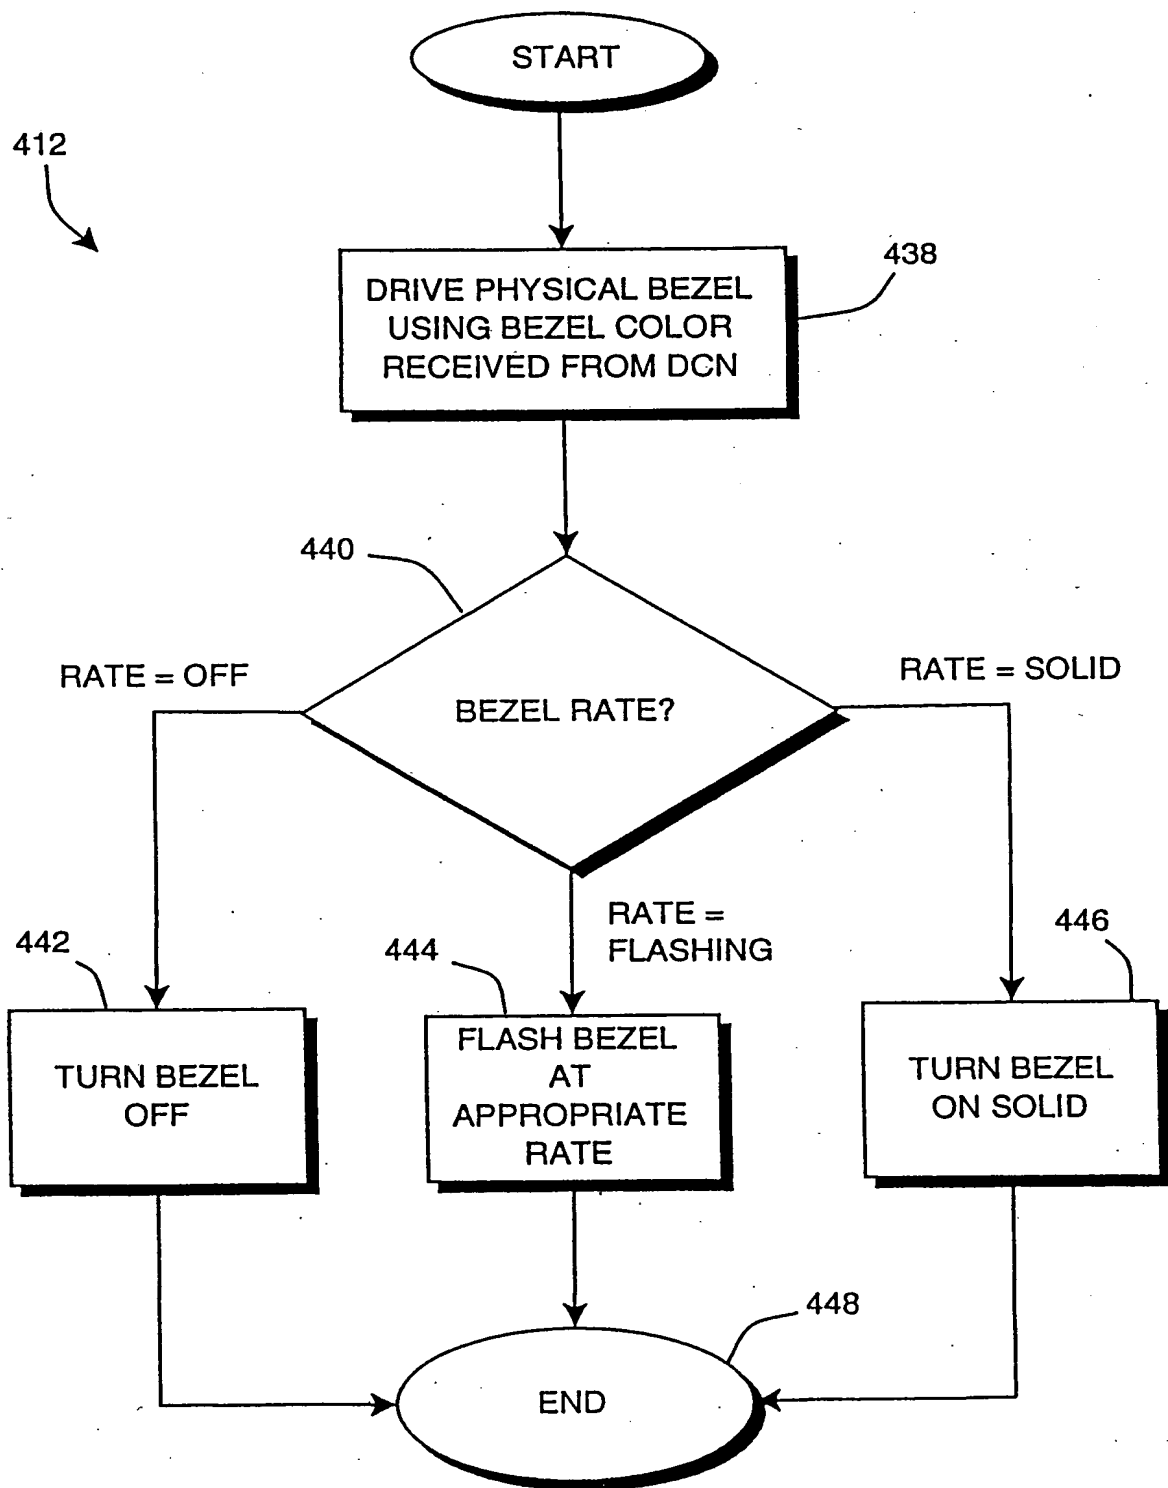 START
412
438
DRIVE PHYSICAL BEZEL
USING BEZEL COLOR
RECEIVED FROM DCN
440
RATE = OFF
BEZEL RATE?
RATE = SOLID
RATE =
FLASHING
442
444
446
TURN BEZEL
OFF
FLASH BEZEL
AT
APPROPRIATE
RATE
TURN BEZEL
ON SOLID
448
END